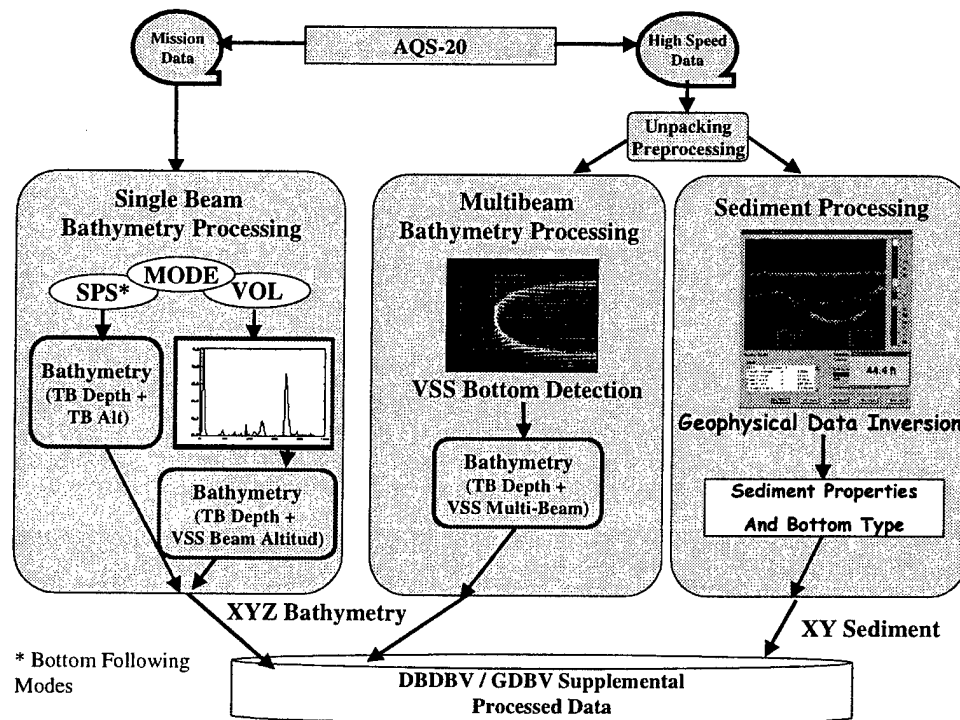 Mission
Data
AQS-20
High Speed
Data
Unpacking
Preprocessing
Single Beam
Bathymetry Processing
MODE
SPS*
VOL
Bathymetry
(TB Depth +
TB Alt)
Bathymetry
(TB Depth +
VSS Beam Altitud)
Multibeam
Bathymetry Processing
VSS Bottom Detection
Bathymetry
(TB Depth +
VSS Multi-Beam)
Sediment Processing
44.4 ft
Geophysical Data Inversion
Sediment Properties
And Bottom Type
XYZ Bathymetry
XY Sediment
* Bottom Following
Modes
DBDBV / GDBV Supplemental
Processed Data